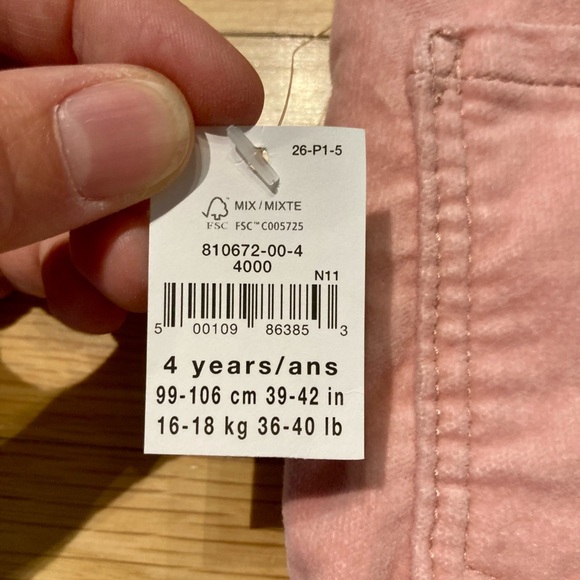 26-P1-5
MIX / MIXTE
FSC FSC™ C005725
810672-00-4
4000
N11
5 00109 86385 3
4 years/ans
99-106 cm 39-42 in
16-18 kg 36-40 lb